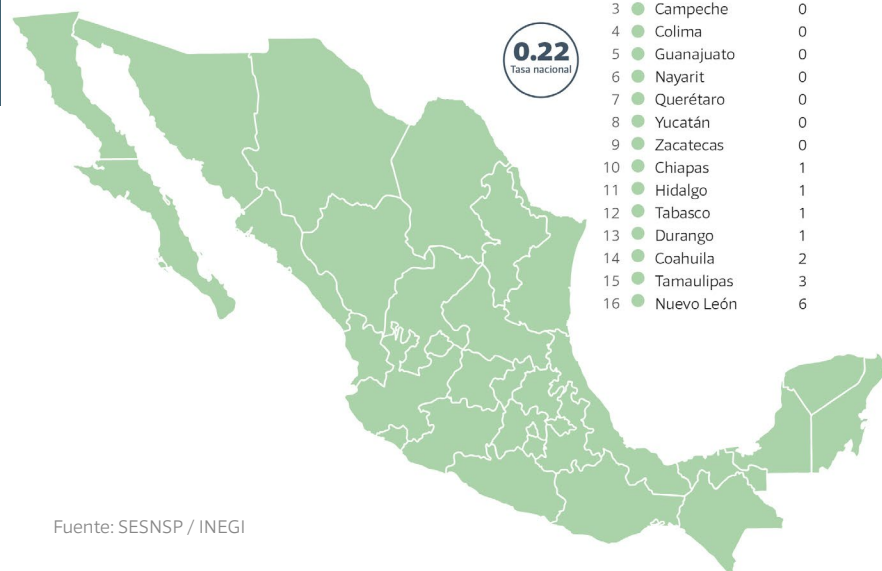 3 Campeche 0
4 Colima 0
5 Guanajuato 0
6 Nayarit 0
7 Querétaro 0
8 Yucatán 0
9 Zacatecas 0
10 Chiapas 1
11 Hidalgo 1
12 Tabasco 1
13 Durango 1
14 Coahuila 2
15 Tamaulipas 3
16 Nuevo León 6
0.22
Tasa nacional
Fuente: SESNSP / INEGI